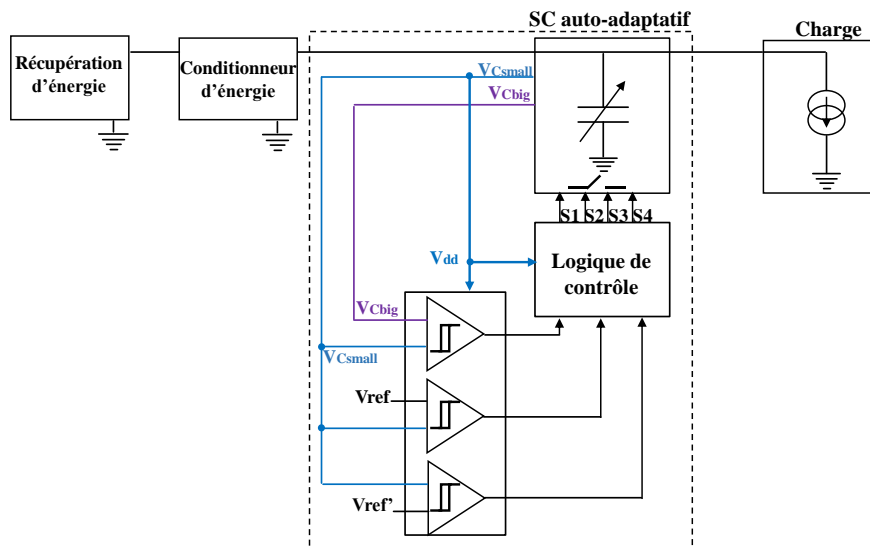 SC auto-adaptatif
Charge
Récupération
d'énergie
Conditionneur
d'énergie
VCsmall
VCbig
S1 S2 S3 S4
Vdd
Logique de
contrôle
VCbig
VCsmall
Vref
Vref'